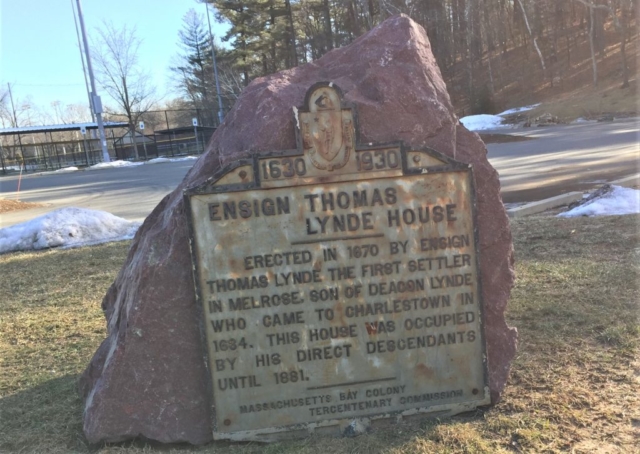 1630 1930
ENSIGN THOMAS
LYNDE HOUSE
ERECTED IN 1670 BY ENSIGN
THOMAS LYNDE THE FIRST SETTLER
IN MELROSE. SON OF DEACON LYNDE
WHO CAME TO CHARLESTOWN IN
1634. THIS HOUSE WAS OCCUPIED
BY HIS DIRECT DESCENDANTS
UNTIL 1881.
MASSACHUSETTS BAY COLONY
TERCENTENARY COMMISSION